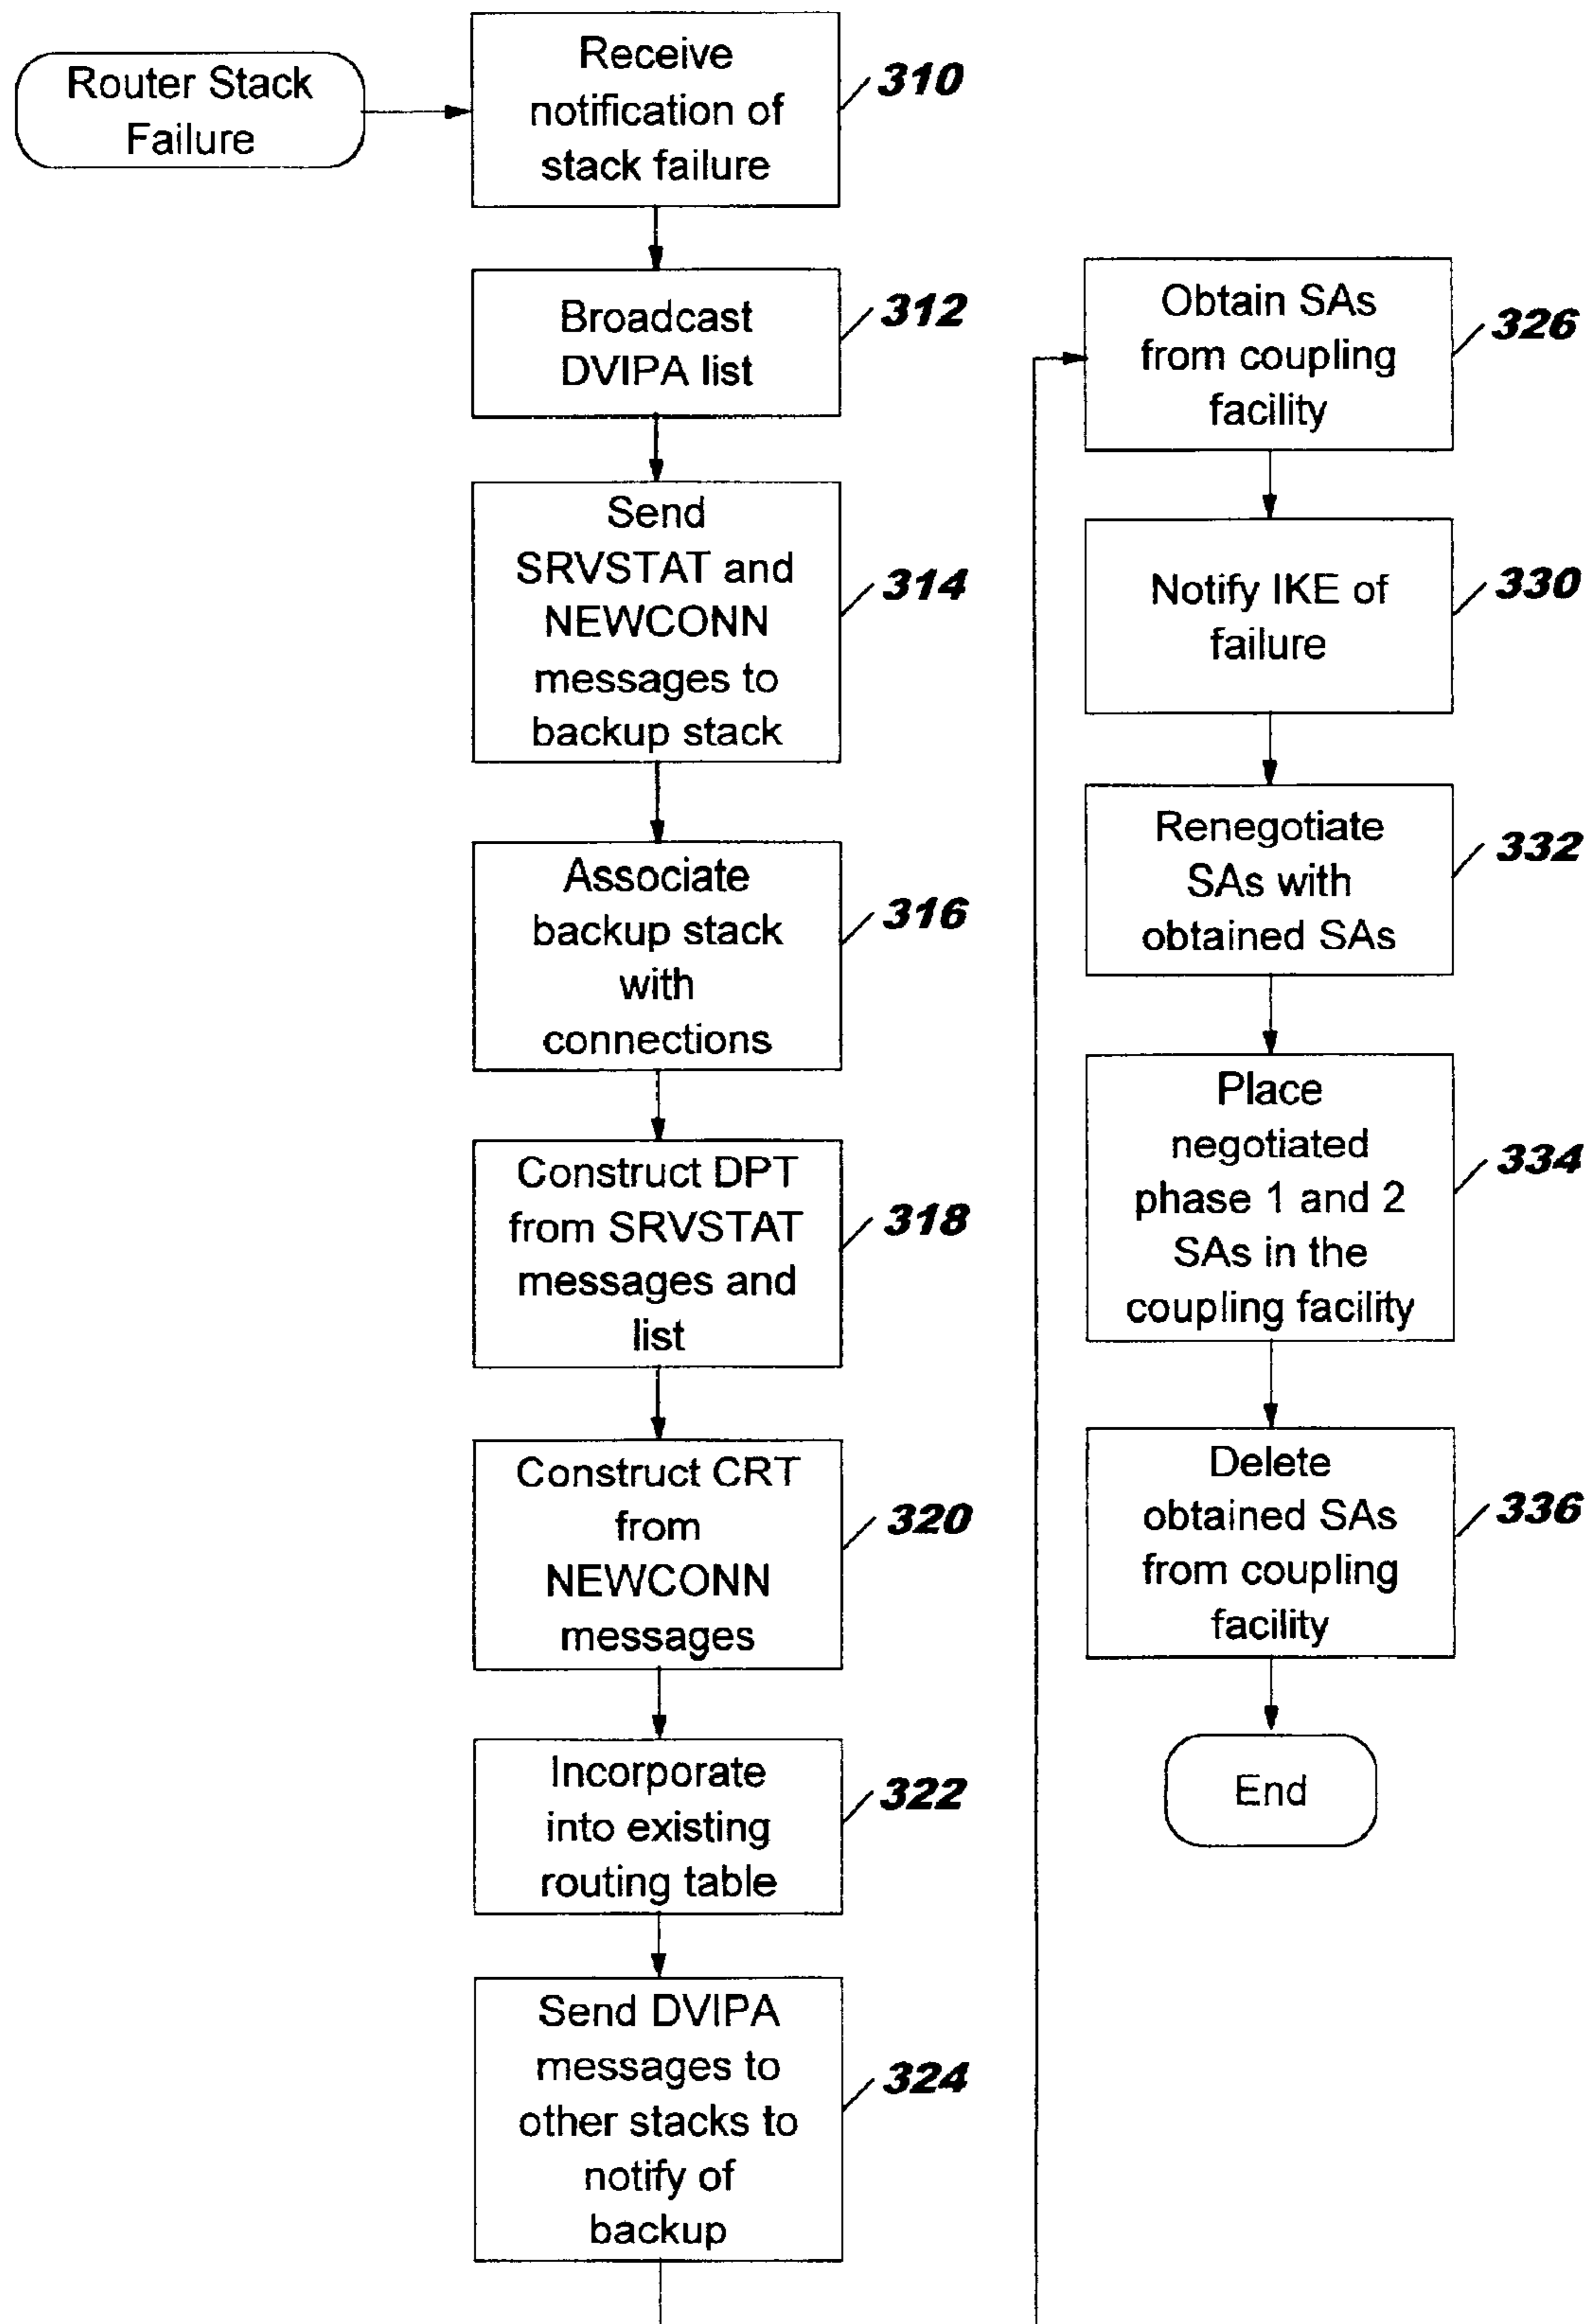 Router Stack
Failure
Receive
notification of
stack failure
310
Broadcast
DVIPA list
312
Send
SRVSTAT and
NEWCONN
messages to
backup stack
314
Associate
backup stack
with
connections
316
Construct DPT
from SRVSTAT
messages and
list
318
Construct CRT
from
NEWCONN
messages
320
Incorporate
into existing
routing table
322
Send DVIPA
messages to
other stacks to
notify of
backup
324
Obtain SAs
from coupling
facility
326
Notify IKE of
failure
330
Renegotiate
SAs with
obtained SAs
332
Place
negotiated
phase 1 and 2
SAs in the
coupling facility
334
Delete
obtained SAs
from coupling
facility
336
End